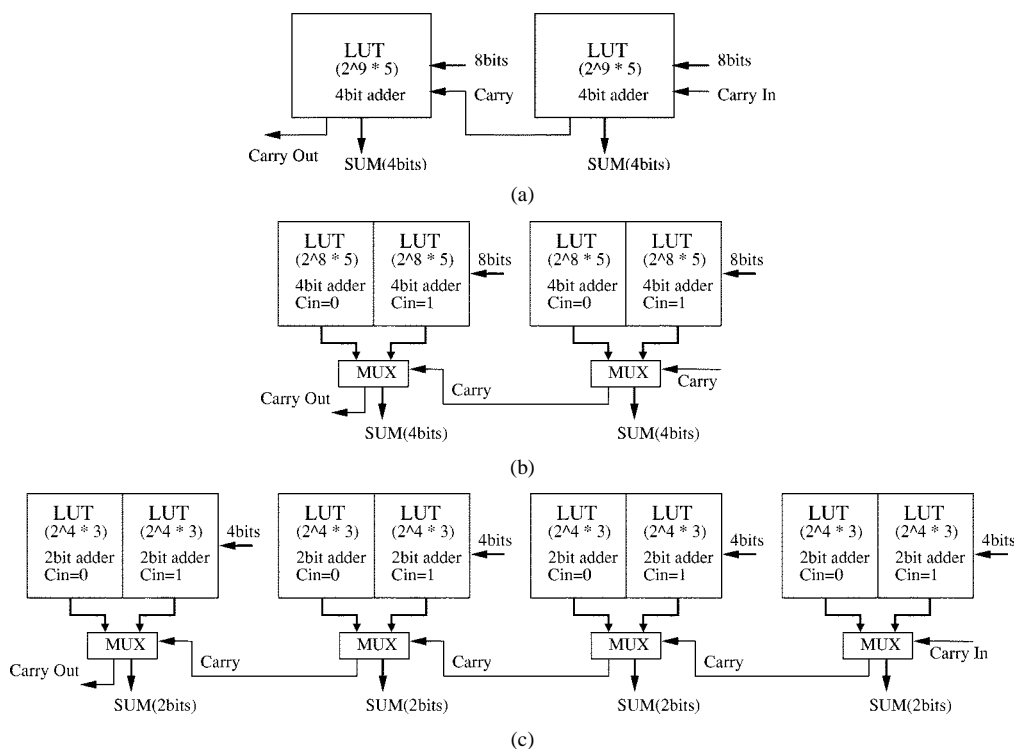 LUT
(2^9 * 5)
4bit adder
8bits
Carry
LUT
(2^9 * 5)
4bit adder
8bits
Carry In
Carry Out
SUM(4bits)
SUM(4bits)
(a)
LUT
(2^8 * 5)
4bit adder
Cin=0
LUT
(2^8 * 5)
4bit adder
Cin=1
8bits
LUT
(2^8 * 5)
4bit adder
Cin=0
LUT
(2^8 * 5)
4bit adder
Cin=1
8bits
MUX
Carry
MUX
Carry
Carry Out
SUM(4bits)
SUM(4bits)
(b)
LUT
(2^4 * 3)
2bit adder
Cin=0
LUT
(2^4 * 3)
2bit adder
Cin=1
4bits
LUT
(2^4 * 3)
2bit adder
Cin=0
LUT
(2^4 * 3)
2bit adder
Cin=1
4bits
LUT
(2^4 * 3)
2bit adder
Cin=0
LUT
(2^4 * 3)
2bit adder
Cin=1
4bits
LUT
(2^4 * 3)
2bit adder
Cin=0
LUT
(2^4 * 3)
2bit adder
Cin=1
4bits
MUX
Carry
MUX
Carry
MUX
Carry
MUX
Carry In
Carry Out
SUM(2bits)
SUM(2bits)
SUM(2bits)
SUM(2bits)
(c)